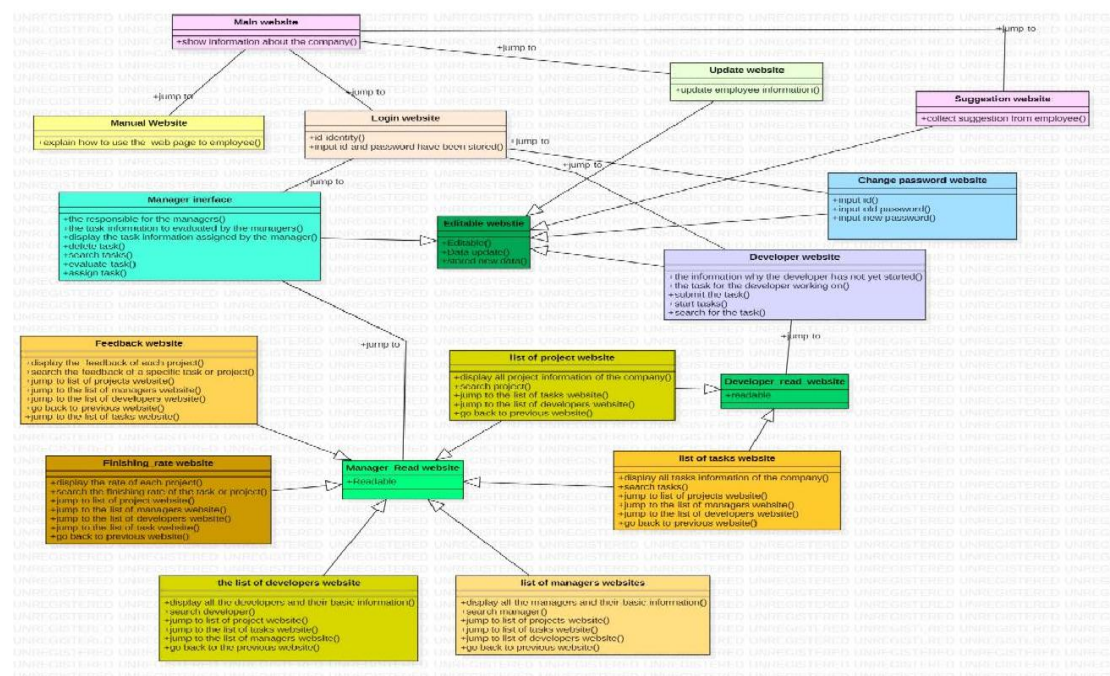 Main website
+show information about the company()
+jump to
+jump to
Update website
+update employee information()
Suggestion website
+collect suggestion from employee()
+jump to
+jump to
Manual Website
+explain how to use the web page to employee()
Login website
+id identity()
+input id and password have been stored()
+jump to
+jump to
+jump to
Change password website
+input id()
+input old password()
+input new password()
Manager inerface
+the responsible for the managers()
+the task information to evaluated by the managers()
+display the task information assigned by the manager()
+delete task()
+search tasks()
+evaluate task()
+assign task()
Editable webstie
+Editable()
+Data update()
+stored new data()
Developer website
+the information why the developer has not yet started()
+the task for the developer working on()
+submit the task()
+start tasks()
+search for the task()
+jump to
+jump to
Feedback website
+display the feedback of each project()
+search the feedback of a specific task or project()
+jump to list of projects website()
+jump to the list of managers website()
+jump to the list of developers website()
+go back to previous website()
+jump to the list of tasks website()
list of project website
+display all project information of the company()
+search project()
+jump to the list of tasks website()
+jump to the list of developers website()
+go back to previous website()
Developer_read_website
+readable
Finishing_rate website
+display the rate of each project()
+search the finishing rate of the task or project()
+jump to list of project website()
+jump to the list of managers website()
+jump to the list of developers website()
+jump to the list of task website()
+go back to previous website()
Manager_Read website
+Readable
list of tasks website
+display all tasks information of the company()
+search tasks()
+jump to list of projects website()
+jump to the list of managers website()
+jump to the list of developers website()
+go back to previous website()
the list of developers website
+display all the developers and their basic information()
+search developer()
+jump to list of project website()
+jump to the list of tasks website()
+jump to the list of managers website()
+go back to the previous website()
list of managers websites
+display all the managers and their basic information()
+search manager()
+jump to list of projects website()
+jump to list of tasks website()
+jump to list of developers website()
+go back to previous website()